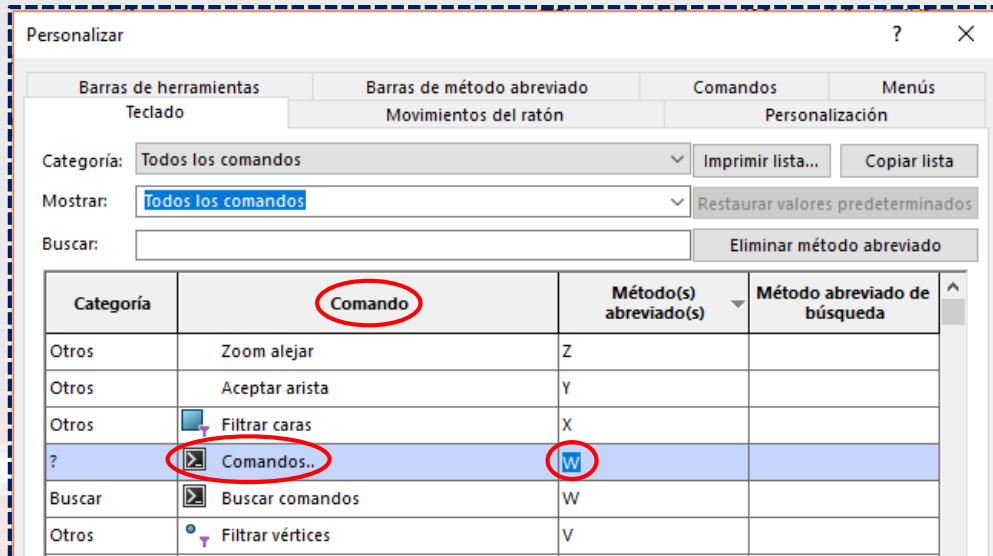 Personalizar ? ×
Barras de herramientas Barras de método abreviado Comandos Menús
Teclado Movimientos del ratón Personalización
Categoría: Todos los comandos Imprimir lista... Copiar lista
Mostrar: Todos los comandos Restaurar valores predeterminados
Buscar: Eliminar método abreviado
Categoría Comando Método(s) abreviado(s) Método abreviado de búsqueda
Otros Zoom alejar Z
Otros Aceptar arista Y
Otros Filtrar caras X
? Comandos.. W
Buscar Buscar comandos W
Otros Filtrar vértices V